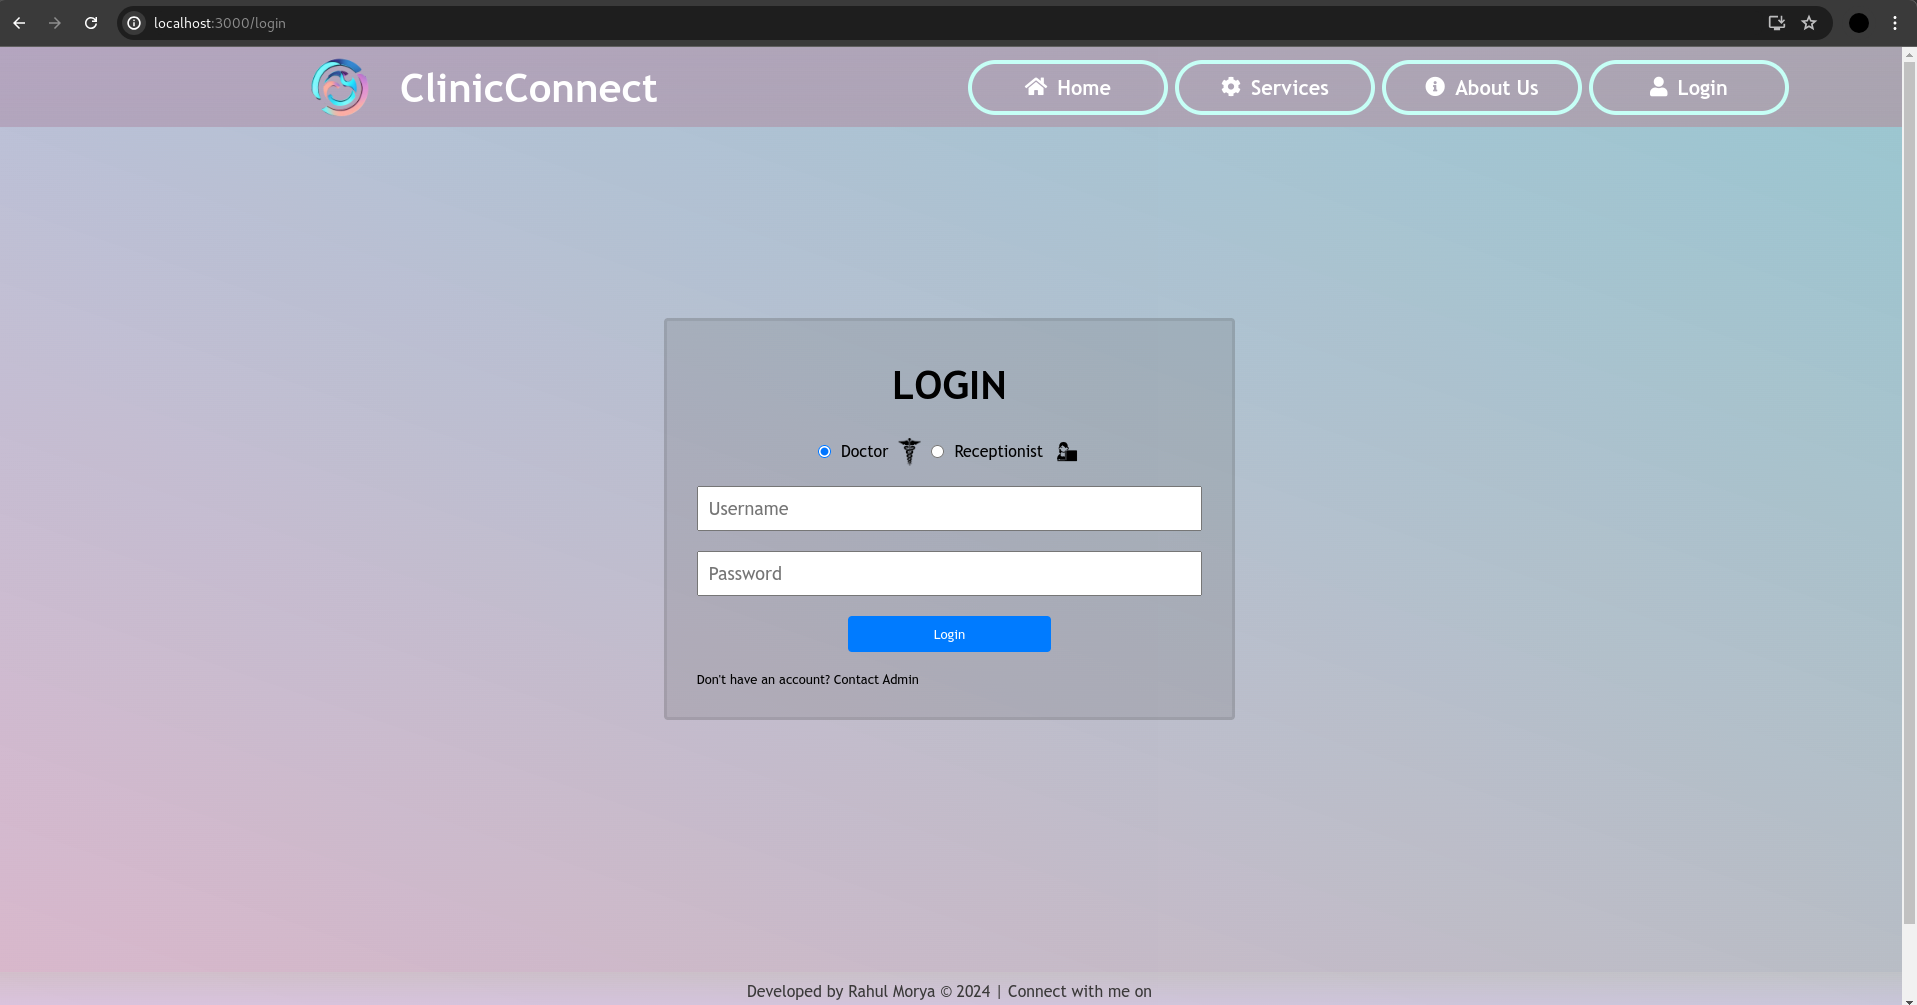 localhost:3000/login
ClinicConnect
Home
Services
About Us
Login
LOGIN
Doctor
Receptionist
Username
Password
Login
Don't have an account? Contact Admin
Developed by Rahul Morya © 2024 | Connect with me on